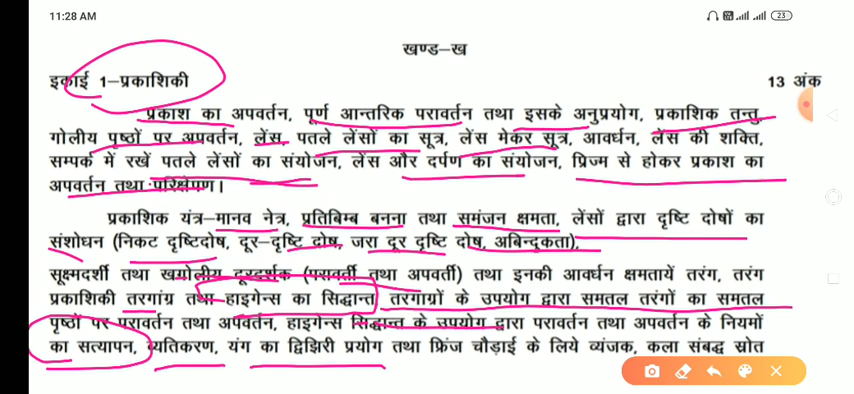 11:28 AM 23
खण्ड–ख
इकाई 1–प्रकाशिकी 13 अंक
प्रकाश का अपवर्तन, पूर्ण आन्तरिक परावर्तन तथा इसके अनुप्रयोग, प्रकाशिक तन्तु
गोलीय पृष्ठों पर अपवर्तन, लेंस, पतले लेंसों का सूत्र, लेंस मेकर सूत्र, आवर्धन, लेंस की शक्ति,
सम्पर्क में रखें पतले लेंसों का संयोजन, लेंस और दर्पण का संयोजन, प्रिज्म से होकर प्रकाश का
अपवर्तन तथा परिक्षेपण।
प्रकाशिक यंत्र–मानव नेत्र, प्रतिबिम्ब बनना तथा समंजन क्षमता, लेंसों द्वारा दृष्टि दोषों का
संशोधन (निकट दृष्टिदोष, दूर–दृष्टि दोष, जरा दूर दृष्टि दोष, अबिन्दुकता),
सूक्ष्मदर्शी तथा खगोलीय दूरदर्शक (परावर्ती तथा अपवर्ती) तथा इनकी आवर्धन क्षमतायें तरंग, तरंग
प्रकाशिकी तरगांग्र तथा हाइगेन्स का सिद्धान्त तरगाग्रों के उपयोग द्वारा समतल तरंगों का समतल
पृष्ठों पर परावर्तन तथा अपवर्तन, हाइगेन्स सिद्धान्त के उपयोग द्वारा परावर्तन तथा अपवर्तन के नियमों
का सत्यापन, व्यतिकरण, यंग का द्विझिरी प्रयोग तथा फ्रिंज चौड़ाई के लिये व्यंजक, कला संबद्ध स्रोत